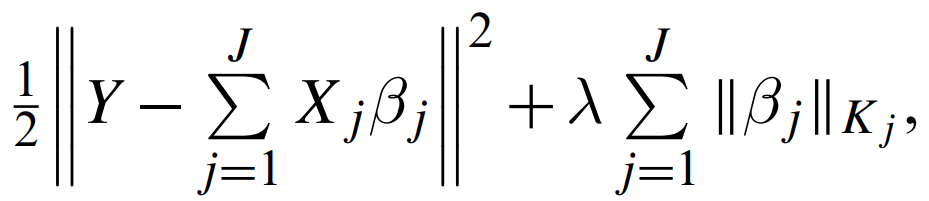 $\frac{1}{2} \left\| Y - \sum_{j=1}^{J} X_j \beta_j \right\|^2 + \lambda \sum_{j=1}^{J} \|\beta_j\|_{K_j},$